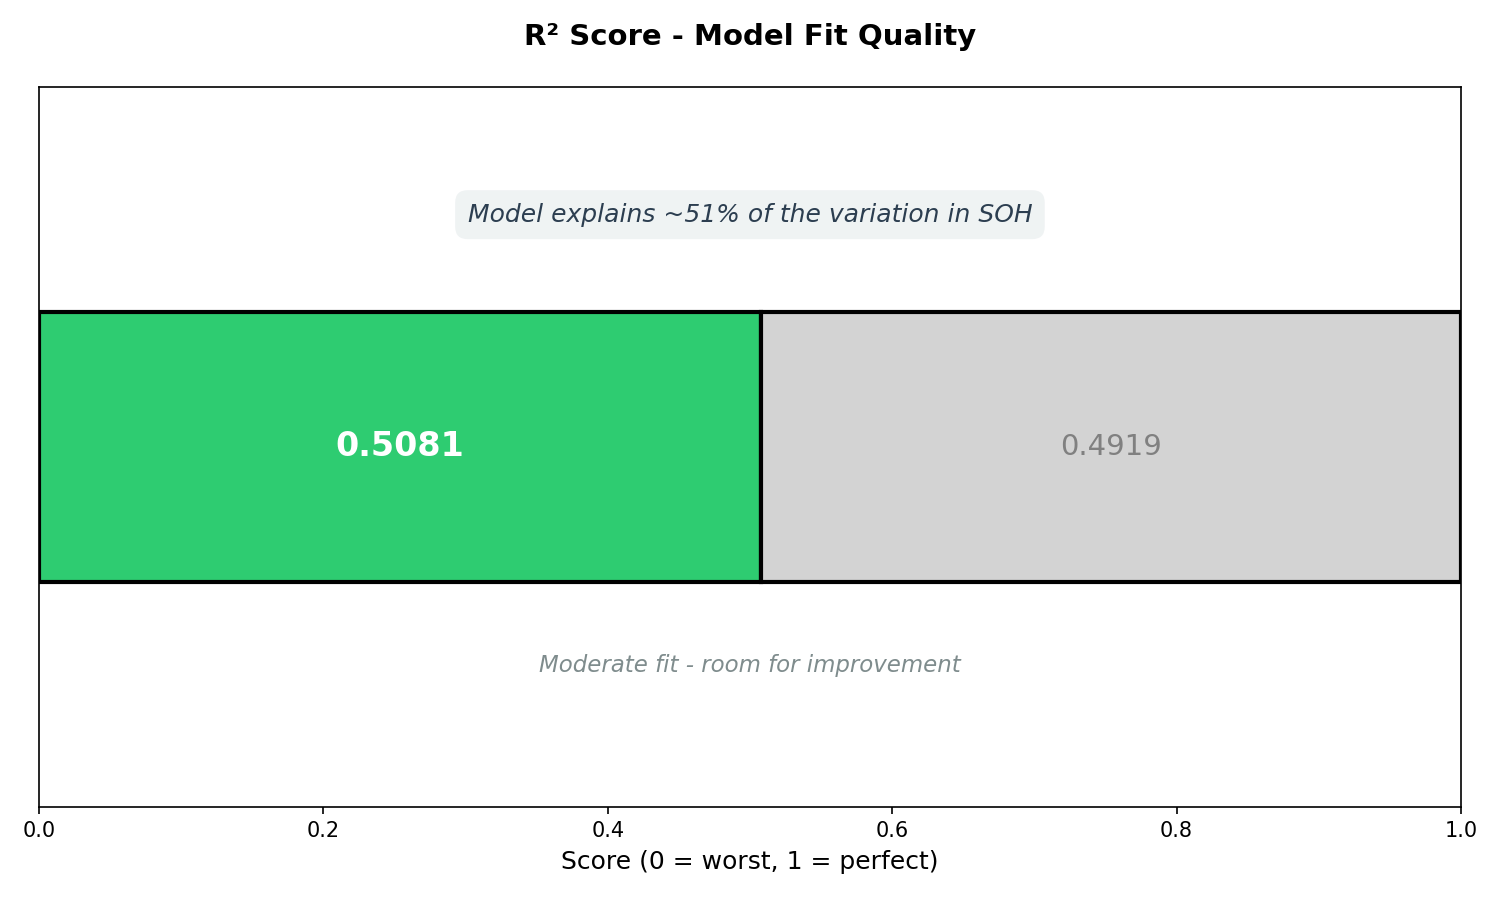 R² Score - Model Fit Quality
Model explains ~51% of the variation in SOH
0.5081
0.4919
Moderate fit - room for improvement
0.0 0.2 0.4 0.6 0.8 1.0
Score (0 = worst, 1 = perfect)